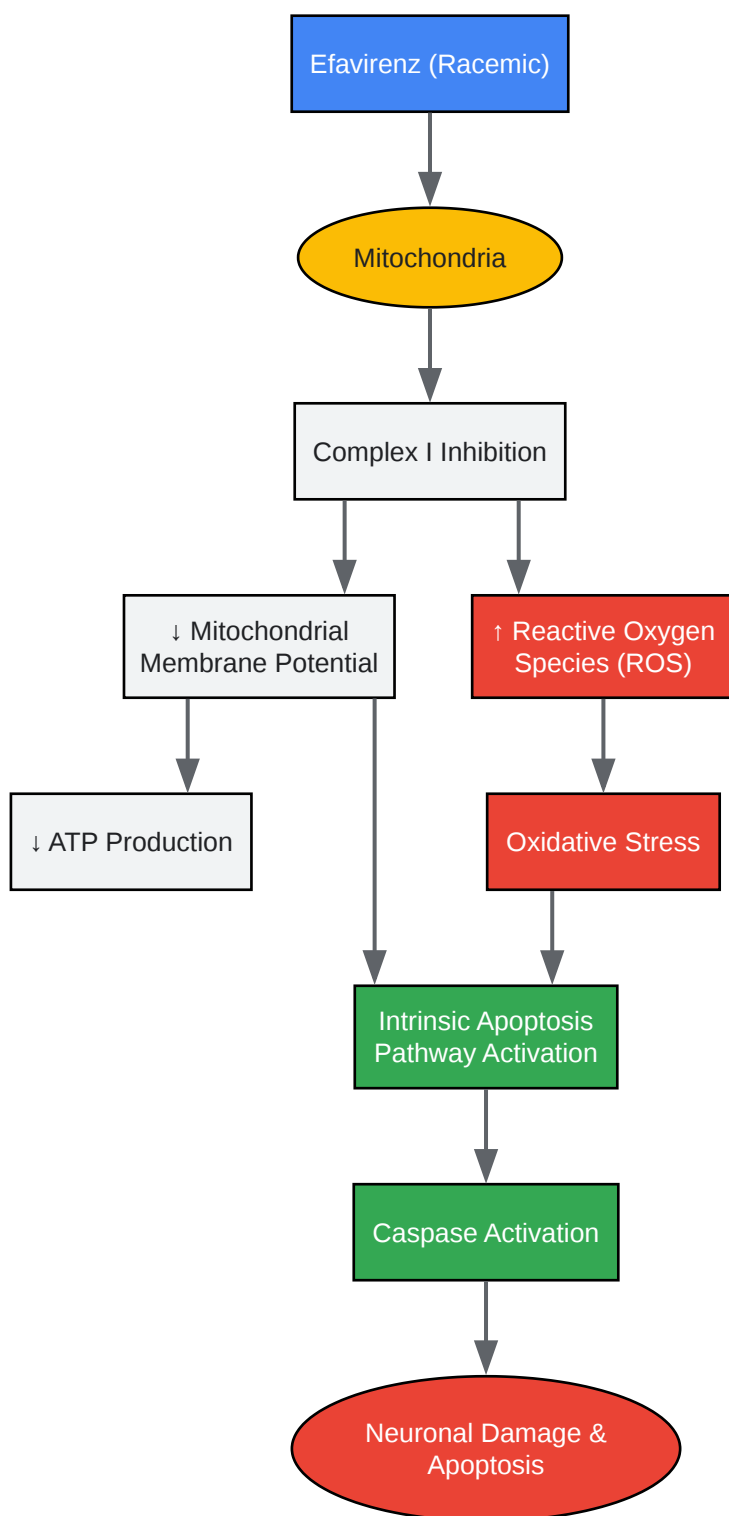 Efavirenz (Racemic)
Mitochondria
Complex I Inhibition
↓ Mitochondrial
Membrane Potential
↑ Reactive Oxygen
Species (ROS)
↓ ATP Production
Oxidative Stress
Intrinsic Apoptosis
Pathway Activation
Caspase Activation
Neuronal Damage &
Apoptosis